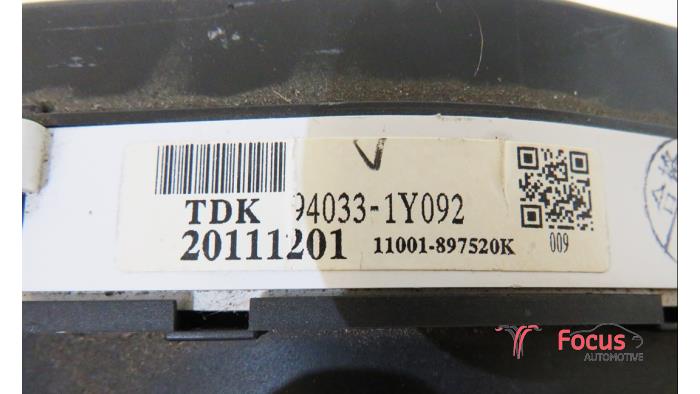 TDK 94033-1Y092
20111201 11001-897520K
009
Focus
AUTOMOTIVE